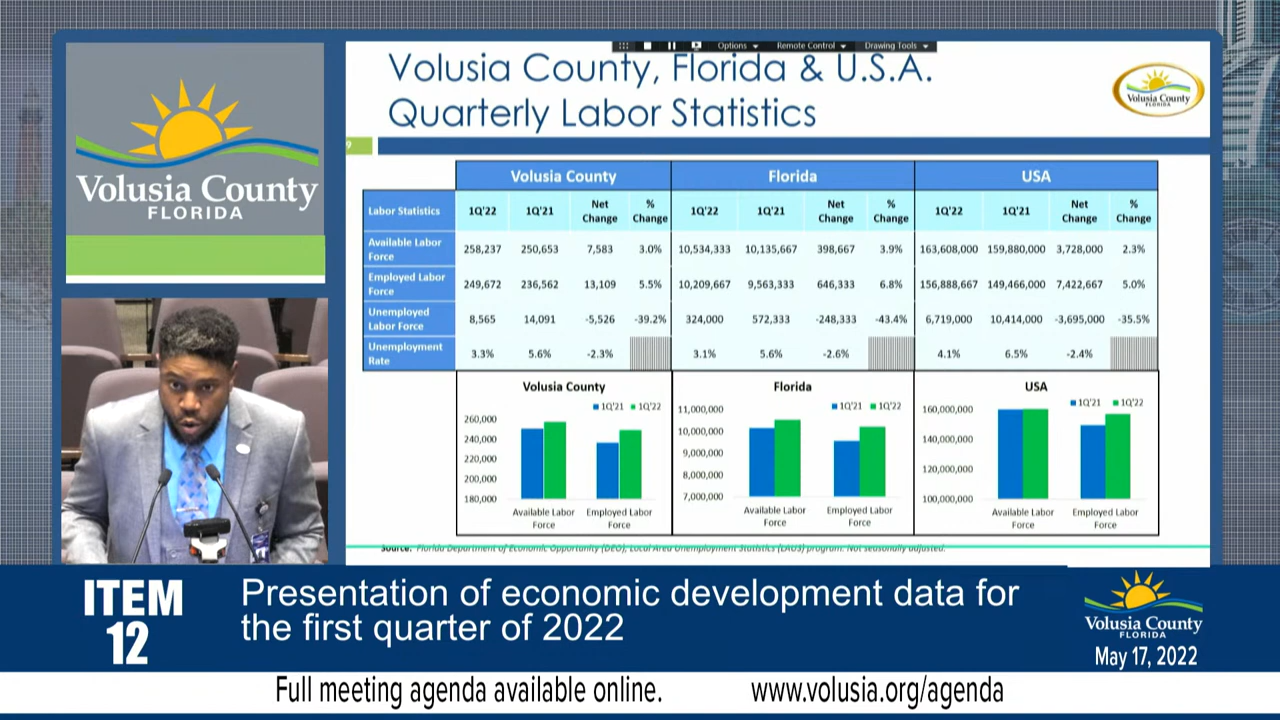 Options
Remote Control
Drawing Tools
Volusia County, Florida & U.S.A.
Quarterly Labor Statistics
Volusia County
FLORIDA
9
Volusia County
FLORIDA
Volusia County Florida USA
Labor Statistics 1Q'22 1Q'21 Net Change % Change 1Q'22 1Q'21 Net Change % Change 1Q'22 1Q'21 Net Change % Change
Available Labor Force 258,237 250,653 7,583 3.0% 10,534,333 10,135,667 398,667 3.9% 163,608,000 159,880,000 3,728,000 2.3%
Employed Labor Force 249,672 236,562 13,109 5.5% 10,209,667 9,563,333 646,333 6.8% 156,888,667 149,466,000 7,422,667 5.0%
Unemployed Labor Force 8,565 14,091 -5,526 -39.2% 324,000 572,333 -248,333 -43.4% 6,719,000 10,414,000 -3,695,000 -35.5%
Unemployment Rate 3.3% 5.6% -2.3% 3.1% 5.6% -2.6% 4.1% 6.5% -2.4%
Volusia County
1Q'21 1Q'22
260,000
240,000
220,000
200,000
180,000
Available Labor Force
Employed Labor Force
Florida
1Q'21 1Q'22
11,000,000
10,000,000
9,000,000
8,000,000
7,000,000
Available Labor Force
Employed Labor Force
USA
1Q'21 1Q'22
160,000,000
140,000,000
120,000,000
100,000,000
Available Labor Force
Employed Labor Force
Source: Florida Department of Economic Opportunity (DEO), Local Area Unemployment Statistics (LAUS) program. Not seasonally adjusted.
ITEM
12
Presentation of economic development data for
the first quarter of 2022
Volusia County
FLORIDA
May 17, 2022
Full meeting agenda available online. www.volusia.org/agenda